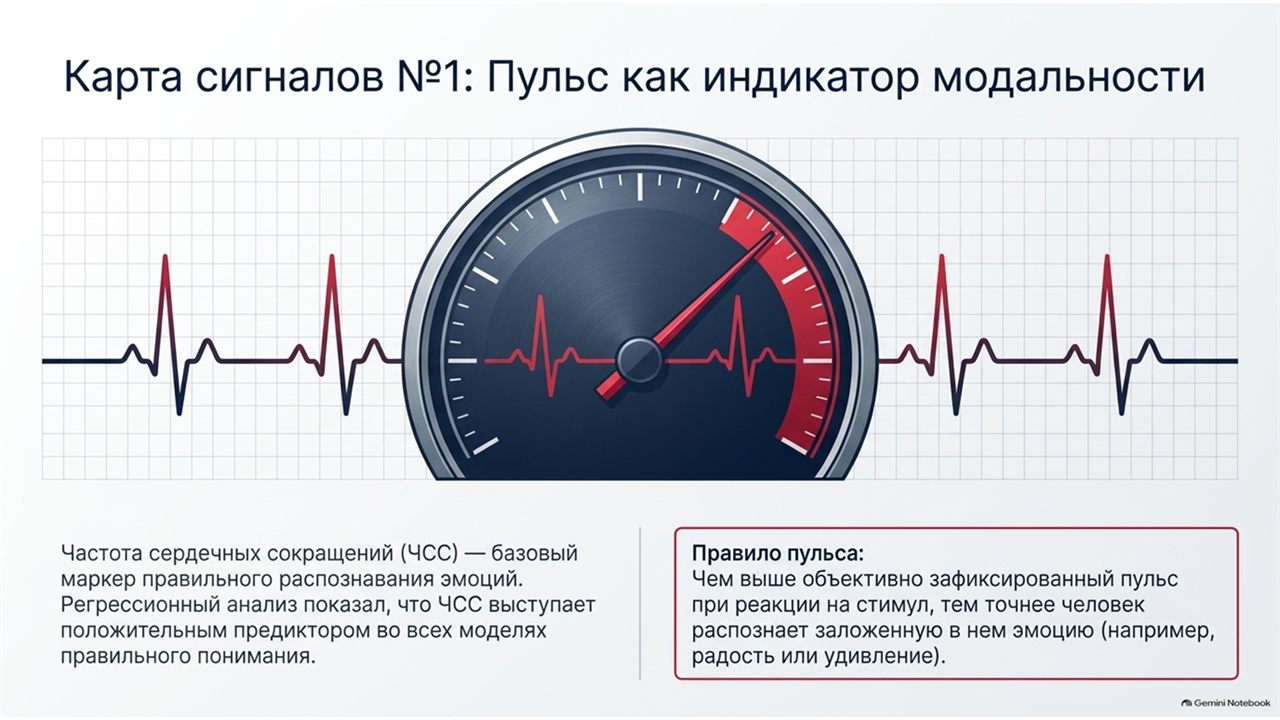 Карта сигналов №1: Пульс как индикатор модальности
Частота сердечных сокращений (ЧСС) — базовый
маркер правильного распознавания эмоций.
Регрессионный анализ показал, что ЧСС выступает
положительным предиктором во всех моделях
правильного понимания.
Правило пульса:
Чем выше объективно зафиксированный пульс
при реакции на стимул, тем точнее человек
распознает заложенную в нем эмоцию (например,
радость или удивление).
Gemini Notebook